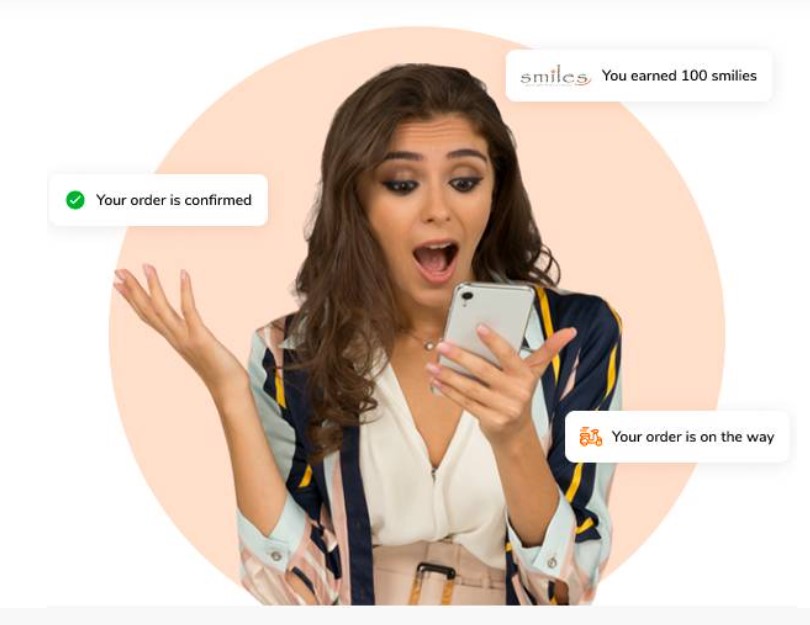 smiles
You earned 100 smilies
Your order is confirmed
Your order is on the way